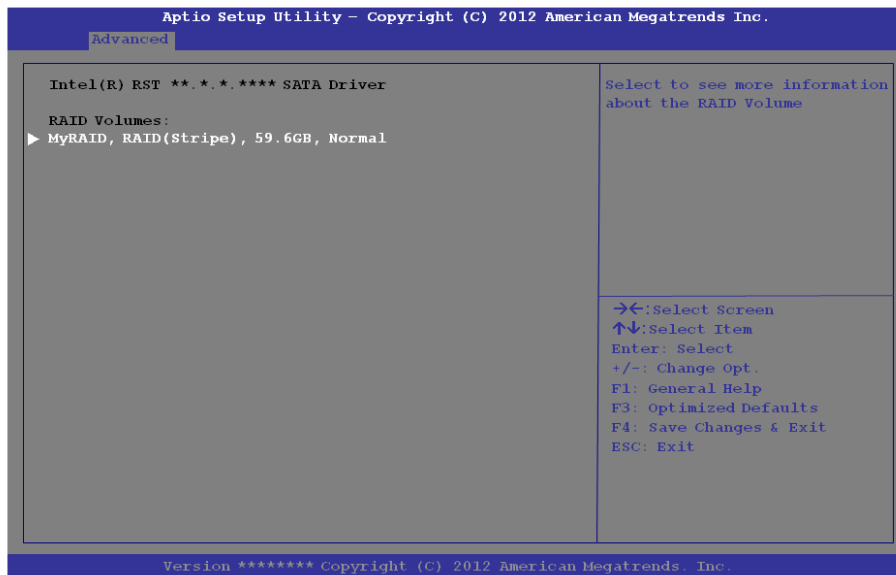 Aptio Setup Utility – Copyright (C) 2012 American Megatrends Inc.
Advanced
Intel(R) RST **.*.*.**** SATA Driver
RAID Volumes:
▶ MyRAID, RAID(Stripe), 59.6GB, Normal
Select to see more information
about the RAID Volume
→←:Select Screen
↑↓:Select Item
Enter: Select
+/-: Change Opt.
F1: General Help
F3: Optimized Defaults
F4: Save Changes & Exit
ESC: Exit
Version ******** Copyright (C) 2012 American Megatrends. Inc.